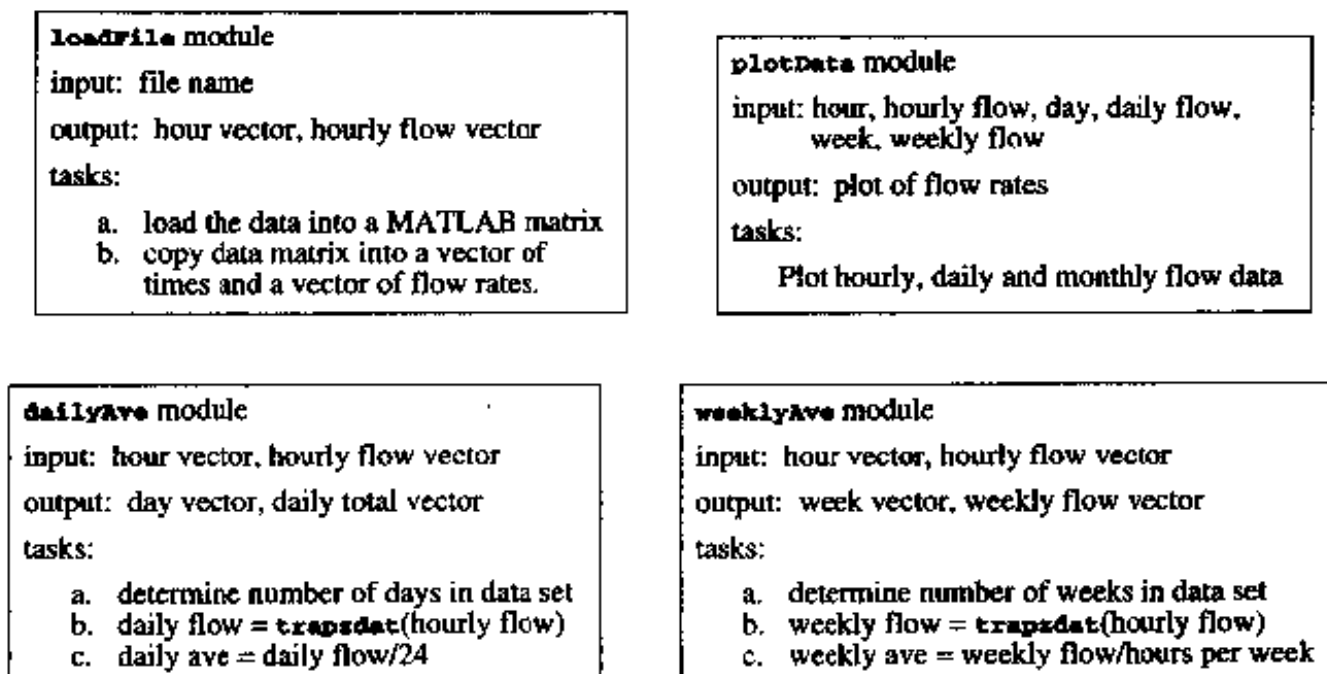 loadFile module
input: file name
output: hour vector, hourly flow vector
tasks:
a. load the data into a MATLAB matrix
b. copy data matrix into a vector of
times and a vector of flow rates.
plotData module
input: hour, hourly flow, day, daily flow,
week, weekly flow
output: plot of flow rates
tasks:
Plot hourly, daily and monthly flow data
dailyAve module
input: hour vector, hourly flow vector
output: day vector, daily total vector
tasks:
a. determine number of days in data set
b. daily flow = trapzdat(hourly flow)
c. daily ave = daily flow/24
weeklyAve module
input: hour vector, hourly flow vector
output: week vector, weekly flow vector
tasks:
a. determine number of weeks in data set
b. weekly flow = trapzdat(hourly flow)
c. weekly ave = weekly flow/hours per week